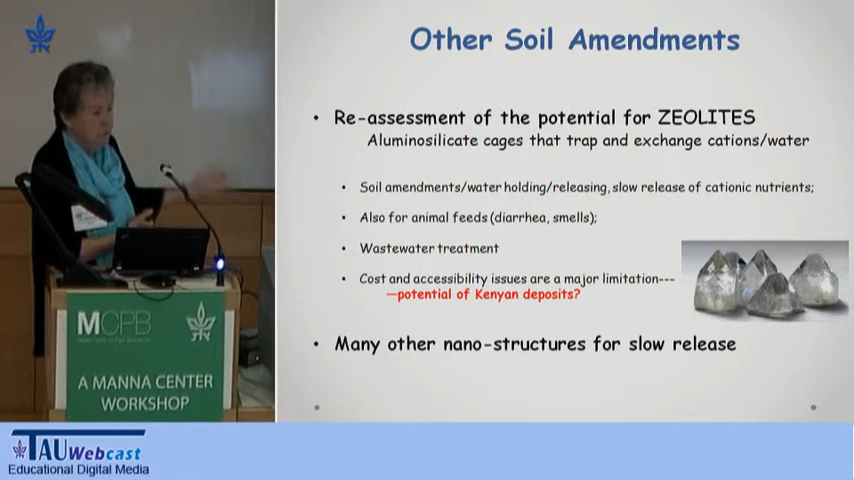 Other Soil Amendments
• Re-assessment of the potential for ZEOLITES
Aluminosilicate cages that trap and exchange cations/water
• Soil amendments/water holding/releasing, slow release of cationic nutrients;
• Also for animal feeds (diarrhea, smells);
• Wastewater treatment
• Cost and accessibility issues are a major limitation---
—potential of Kenyan deposits?
• Many other nano-structures for slow release
MCPB
A MANNA CENTER
WORKSHOP
TAU Webcast
Educational Digital Media